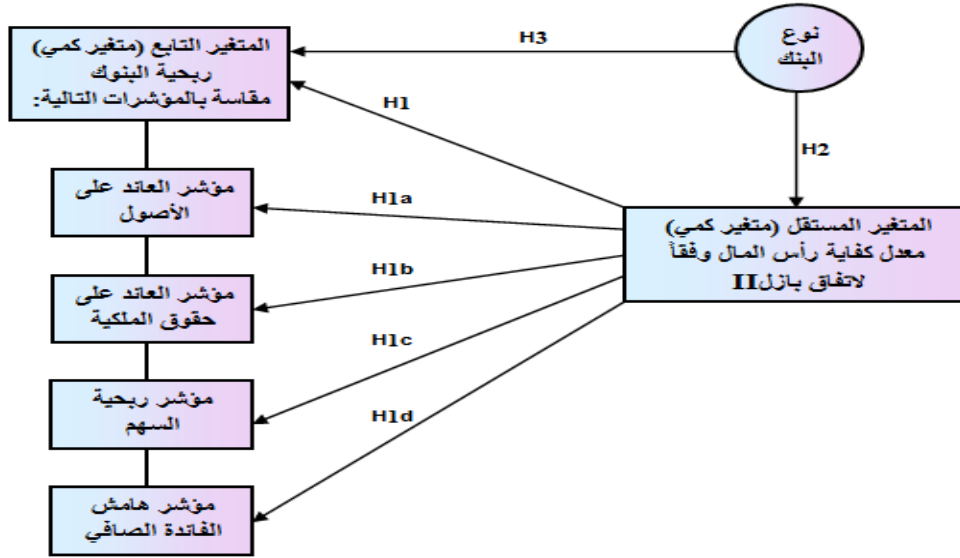 المتغير التابع (متغير كمي)
ربحية البنوك
مقاسة بالمؤشرات التالية:
نوع
البنك
H3
H1
H2
مؤشر العائد على
الأصول
H1a
المتغير المستقل (متغير كمي)
معدل كفاية رأس المال وفقاً
لاتفاق بازلII
مؤشر العائد على
حقوق الملكية
H1b
H1c
مؤشر ربحية
السهم
H1d
مؤشر هامش
الفائدة الصافي